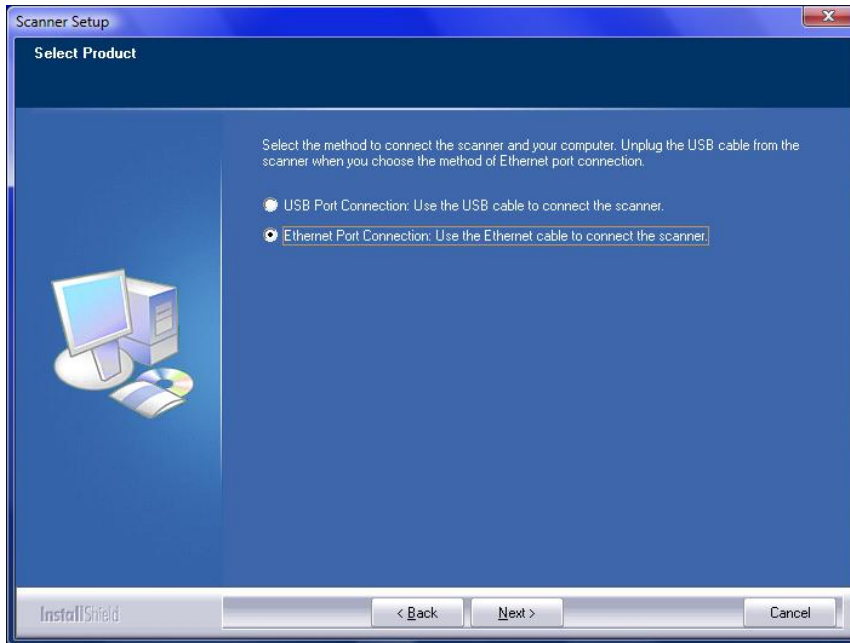 Scanner Setup
Select Product
Select the method to connect the scanner and your computer. Unplug the USB cable from the
scanner when you choose the method of Ethernet port connection.
USB Port Connection: Use the USB cable to connect the scanner.
Ethernet Port Connection: Use the Ethernet cable to connect the scanner.
InstallShield
< Back
Next >
Cancel